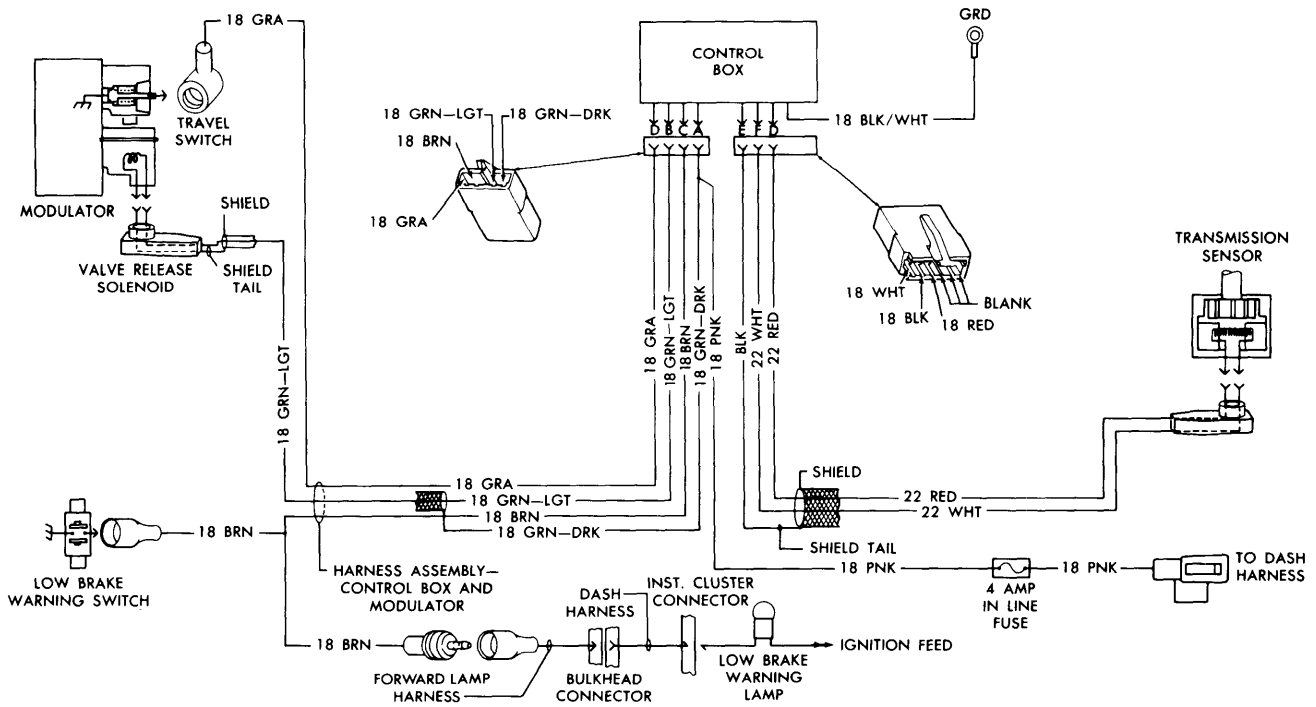 18 GRA
GRD
CONTROL
BOX
TRAVEL
SWITCH
18 GRN–LGT
18 GRN–DRK
18 BRN
18 GRA
D B C A
E F D
18 BLK/WHT
MODULATOR
SHIELD
VALVE RELEASE
SOLENOID
SHIELD
TAIL
TRANSMISSION
SENSOR
18 WHT
18 BLK
18 RED
BLANK
18 GRN–LGT
18 GRA
18 GRN–LGT
18 BRN
18 GRN–DRK
18 PNK
BLK
22 WHT
22 RED
18 GRA
18 GRN–LGT
18 BRN
18 GRN–DRK
SHIELD
22 RED
22 WHT
SHIELD TAIL
18 BRN
LOW BRAKE
WARNING SWITCH
HARNESS ASSEMBLY–
CONTROL BOX AND
MODULATOR
18 PNK
18 PNK
4 AMP
IN LINE
FUSE
TO DASH
HARNESS
DASH
HARNESS
INST. CLUSTER
CONNECTOR
18 BRN
FORWARD LAMP
HARNESS
BULKHEAD
CONNECTOR
LOW BRAKE
WARNING
LAMP
IGNITION FEED